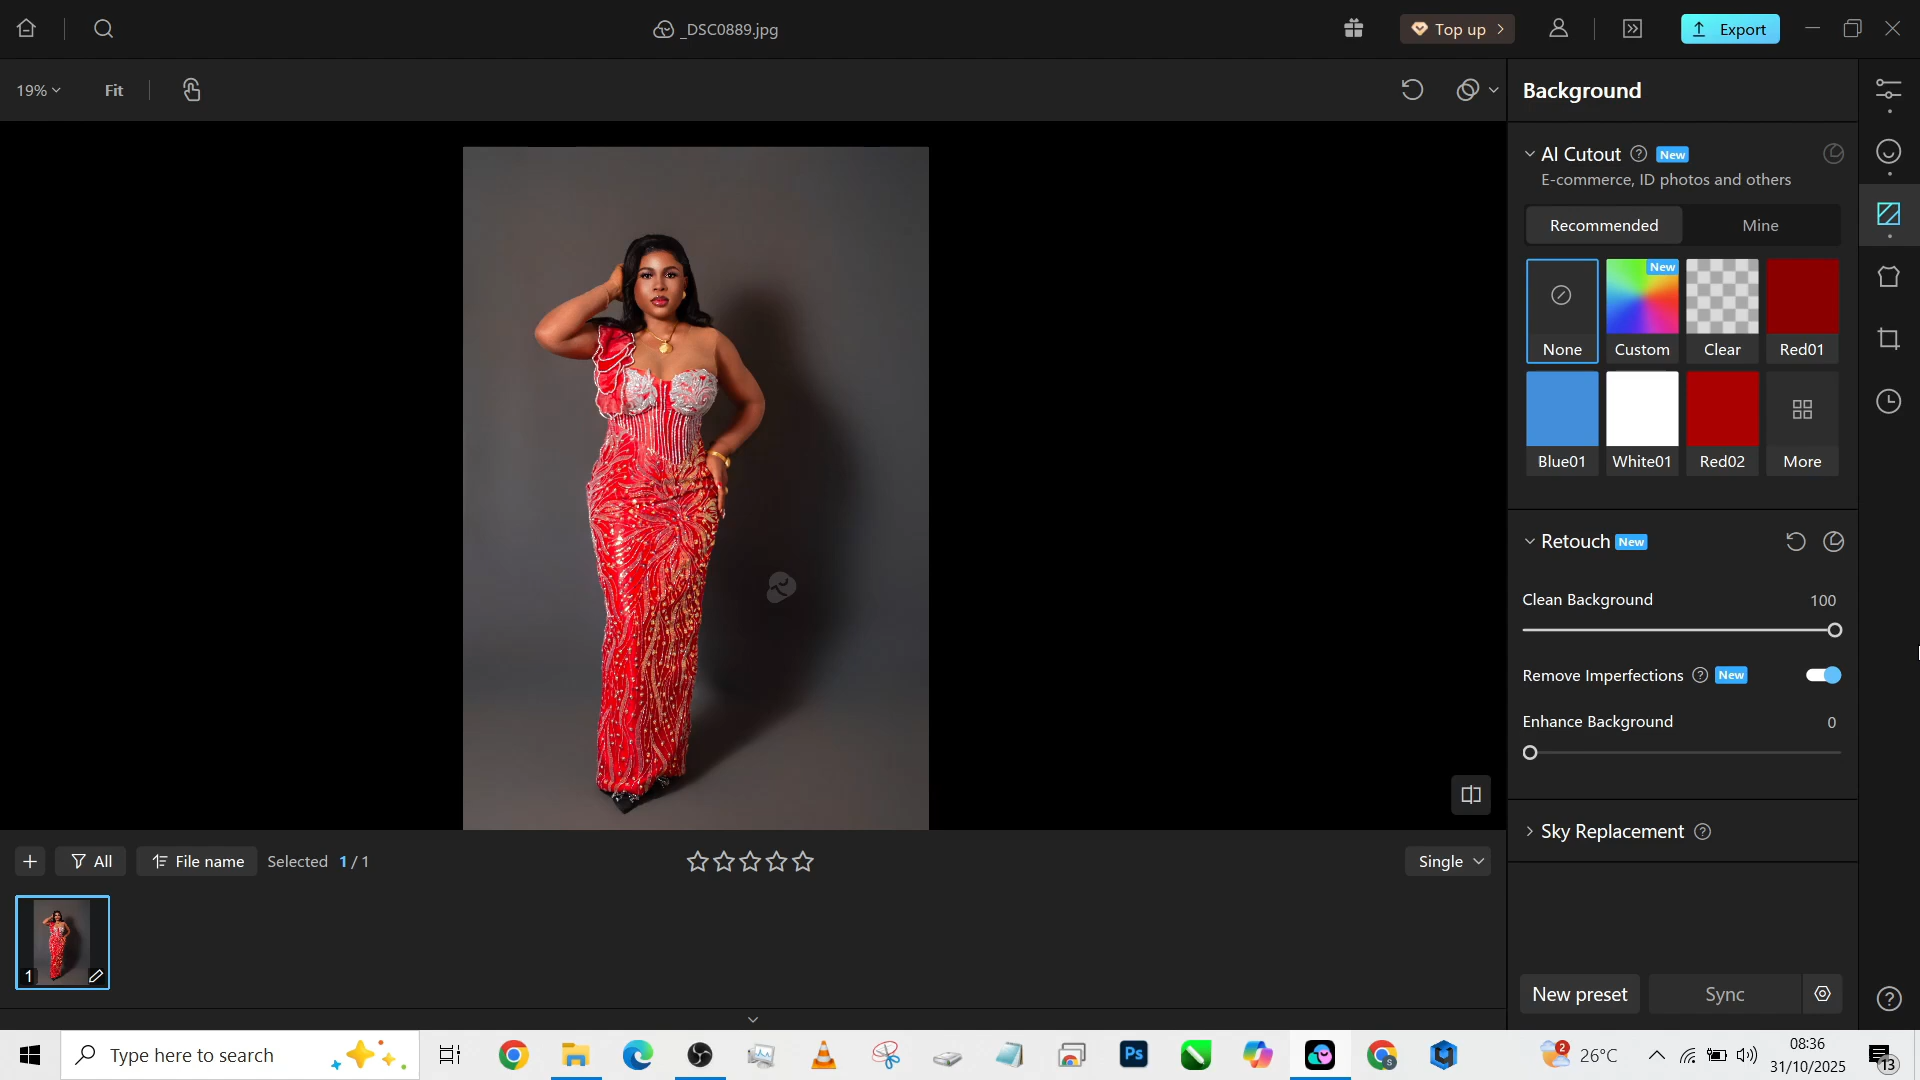 _DSC0889.jpg
Top up
Export
19%
Fit
Background
AI Cutout
New
E-commerce, ID photos and others
Recommended
Mine
None
New
Custom
Clear
Red01
Blue01
White01
Red02
More
Retouch
New
Clean Background
100
Remove Imperfections
New
Enhance Background
0
Sky Replacement
All
File name
Selected 1/1
Single
1
New preset
Sync
Type here to search
Ps
S
2
26°C
08:36
31/10/2025
13